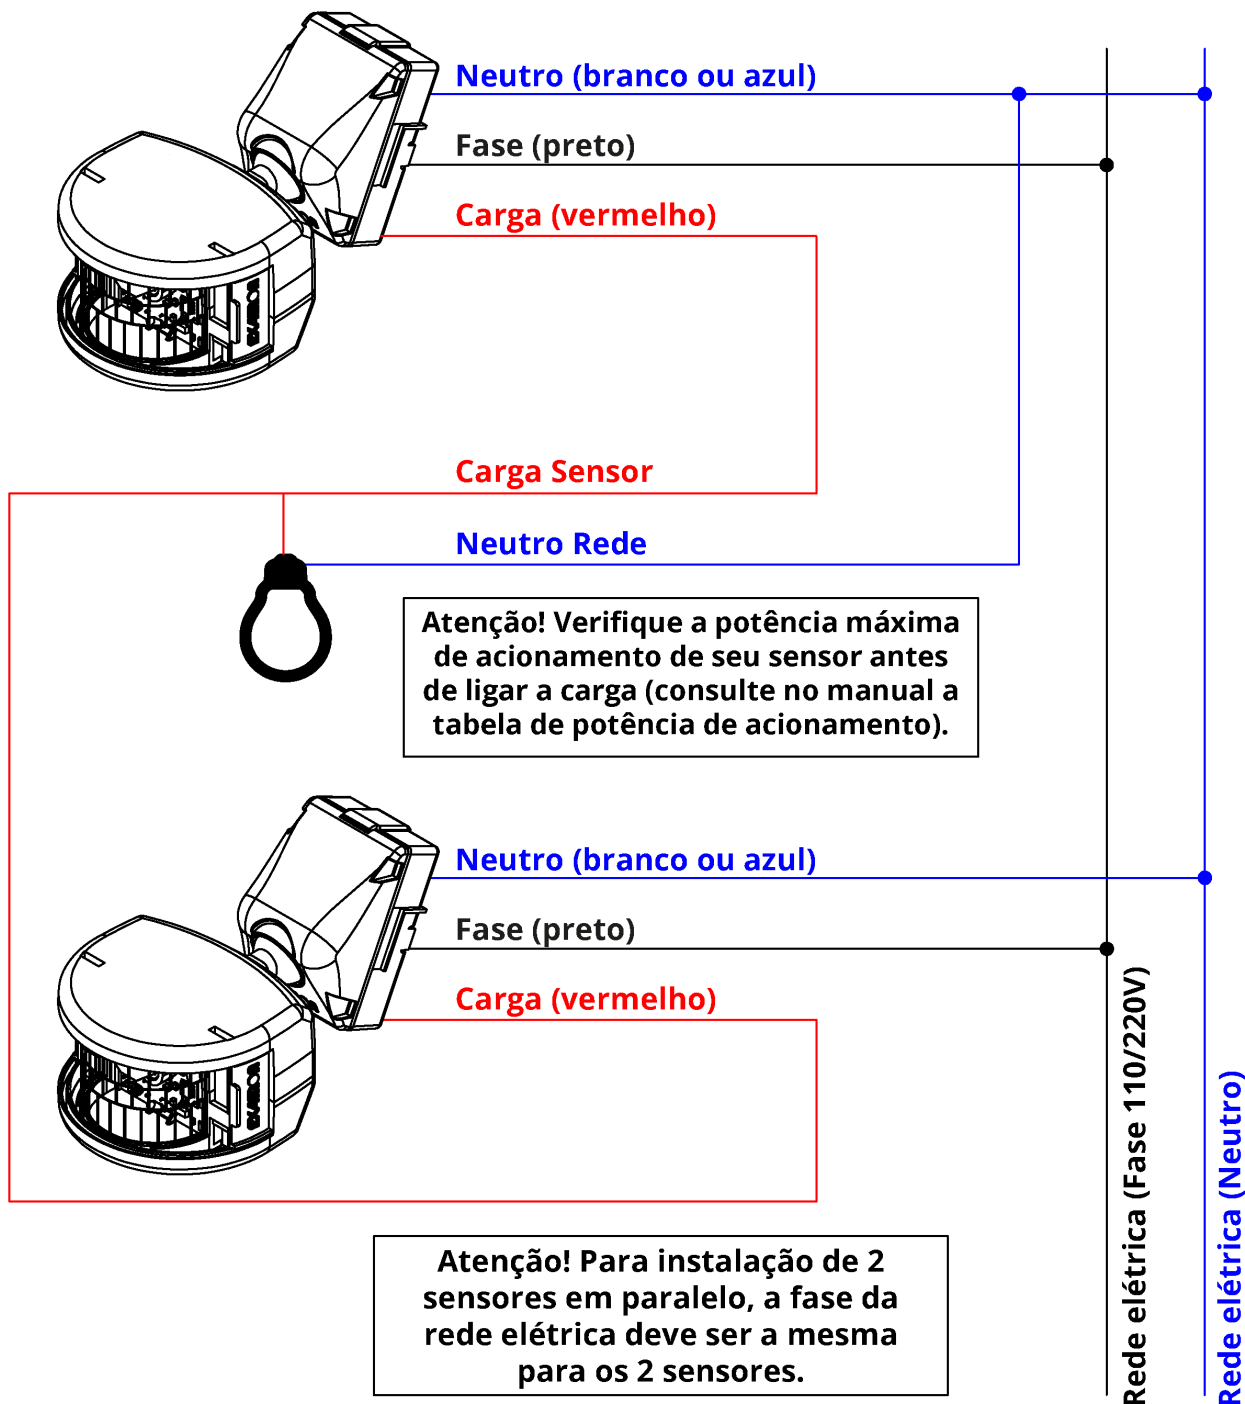 Neutro (branco ou azul)
Fase (preto)
Carga (vermelho)
EXATRON
Carga Sensor
Neutro Rede
Atenção! Verifique a potência máxima
de acionamento de seu sensor antes
de ligar a carga (consulte no manual a
tabela de potência de acionamento).
Neutro (branco ou azul)
Fase (preto)
Carga (vermelho)
EXATRON
Rede elétrica (Fase 110/220V)
Rede elétrica (Neutro)
Atenção! Para instalação de 2
sensores em paralelo, a fase da
rede elétrica deve ser a mesma
para os 2 sensores.